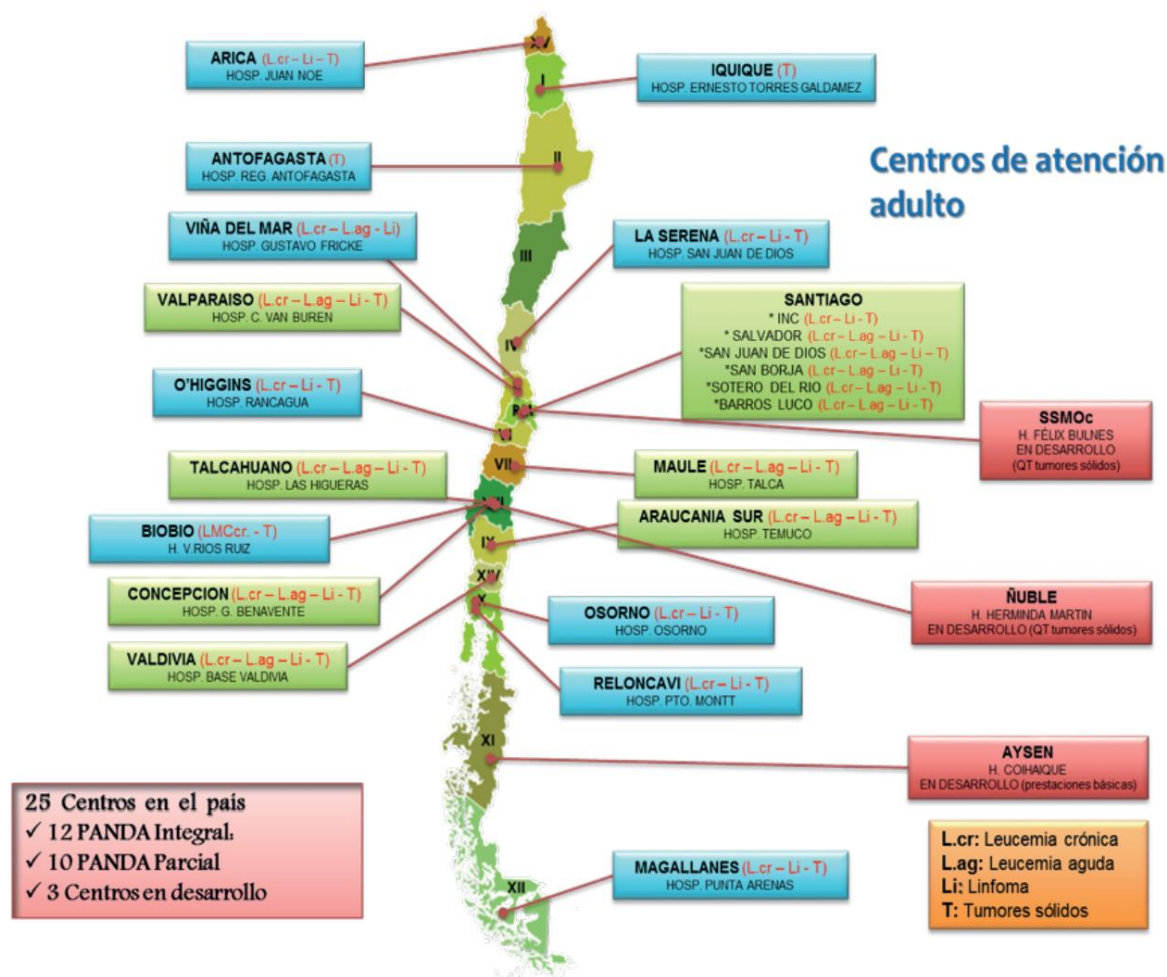 XV
ARICA (L.cr – Li - T)
HOSP. JUAN NOE
I
IQUIQUE (T)
HOSP. ERNESTO TORRES GALDAMEZ
Centros de atención
adulto
ANTOFAGASTA (T)
HOSP. REG. ANTOFAGASTA
II
VIÑA DEL MAR (L.cr – L.ag - Li)
HOSP. GUSTAVO FRICKE
III
LA SERENA (L.cr – Li - T)
HOSP. SAN JUAN DE DIOS
VALPARAISO (L.cr – L.ag – Li - T)
HOSP. C. VAN BUREN
IV
SANTIAGO
* INC (L.cr – Li - T)
* SALVADOR (L.cr – L.ag – Li - T)
*SAN JUAN DE DIOS (L.cr – L.ag – Li – T)
*SAN BORJA (L.cr – L.ag – Li - T)
*SOTERO DEL RIO (L.cr – L.ag – Li - T)
*BARROS LUCO (L.cr – L.ag – Li - T)
O'HIGGINS (L.cr – Li - T)
HOSP. RANCAGUA
SSMOc
H. FÉLIX BULNES
EN DESARROLLO
(QT tumores sólidos)
VII
TALCAHUANO (L.cr – L.ag – Li - T)
HOSP. LAS HIGUERAS
MAULE (L.cr – L.ag – Li - T)
HOSP. TALCA
BIOBIO (LMCcr. - T)
H. V.RIOS RUIZ
ARAUCANIA SUR (L.cr – L.ag – Li - T)
HOSP. TEMUCO
IX
CONCEPCION (L.cr – L.ag – Li - T)
HOSP. G. BENAVENTE
XIV
X
OSORNO (L.cr – Li - T)
HOSP. OSORNO
ÑUBLE
H. HERMINDA MARTIN
EN DESARROLLO (QT tumores sólidos)
VALDIVIA (L.cr – L.ag – Li - T)
HOSP. BASE VALDIVIA
RELONCAVI (L.cr – Li - T)
HOSP. PTO. MONTT
XI
AYSEN
H. COIHAIQUE
EN DESARROLLO (prestaciones básicas)
25 Centros en el país
✓ 12 PANDA Integral:
✓ 10 PANDA Parcial
✓ 3 Centros en desarrollo
XII
MAGALLANES (L.cr – Li - T)
HOSP. PUNTA ARENAS
L.cr: Leucemia crónica
L.ag: Leucemia aguda
Li: Linfoma
T: Tumores sólidos